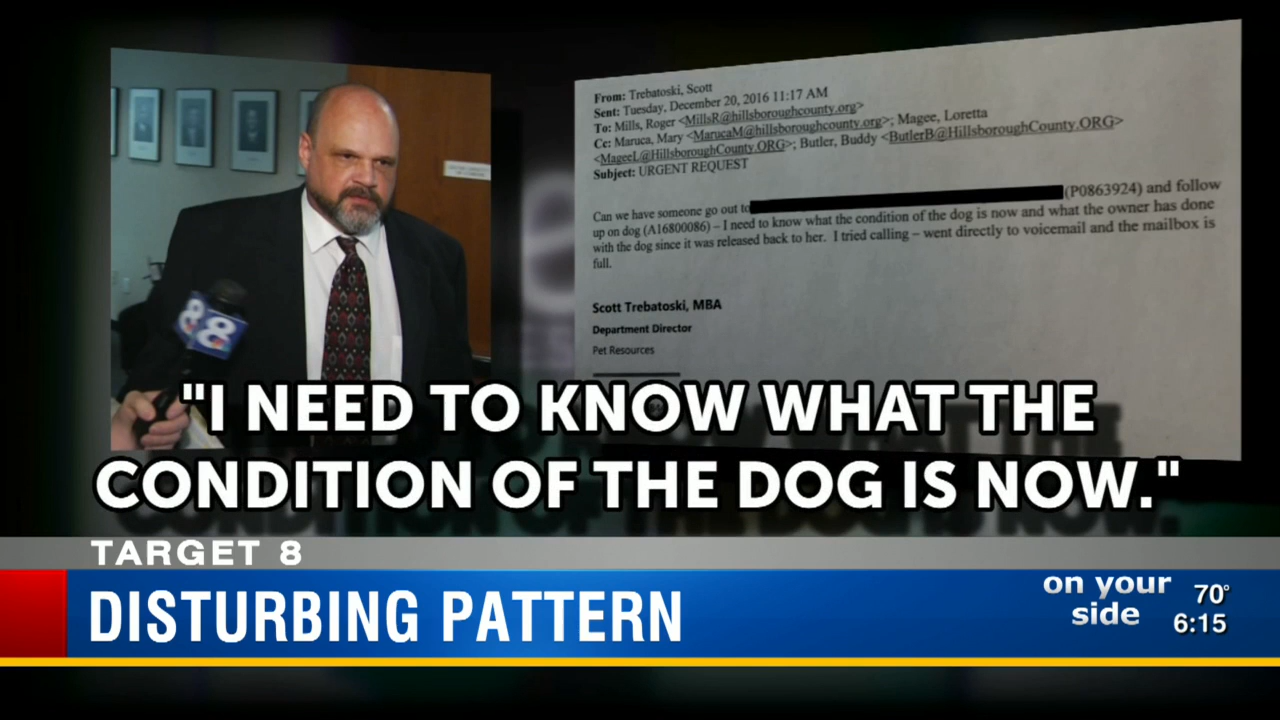 From: Trebatoski, Scott
Sent: Tuesday, December 20, 2016 11:17 AM
To: Mills, Roger <MillsR@hillsboroughcounty.org>
Cc: Maruca, Mary <MarucaM@hillsboroughcounty.org>; Magee, Loretta
<MageeL@HillsboroughCounty.ORG>; Butler, Buddy <ButlerB@HillsboroughCounty.ORG>
Subject: URGENT REQUEST
Can we have someone go out to (P0863924) and follow
up on dog (A16800086) – I need to know what the condition of the dog is now and what the owner has done
with the dog since it was released back to her. I tried calling – went directly to voicemail and the mailbox is
full.
Scott Trebatoski, MBA
Department Director
Pet Resources
8 8
"I NEED TO KNOW WHAT THE
CONDITION OF THE DOG IS NOW."
TARGET 8
DISTURBING PATTERN
on your
side
70°
6:15